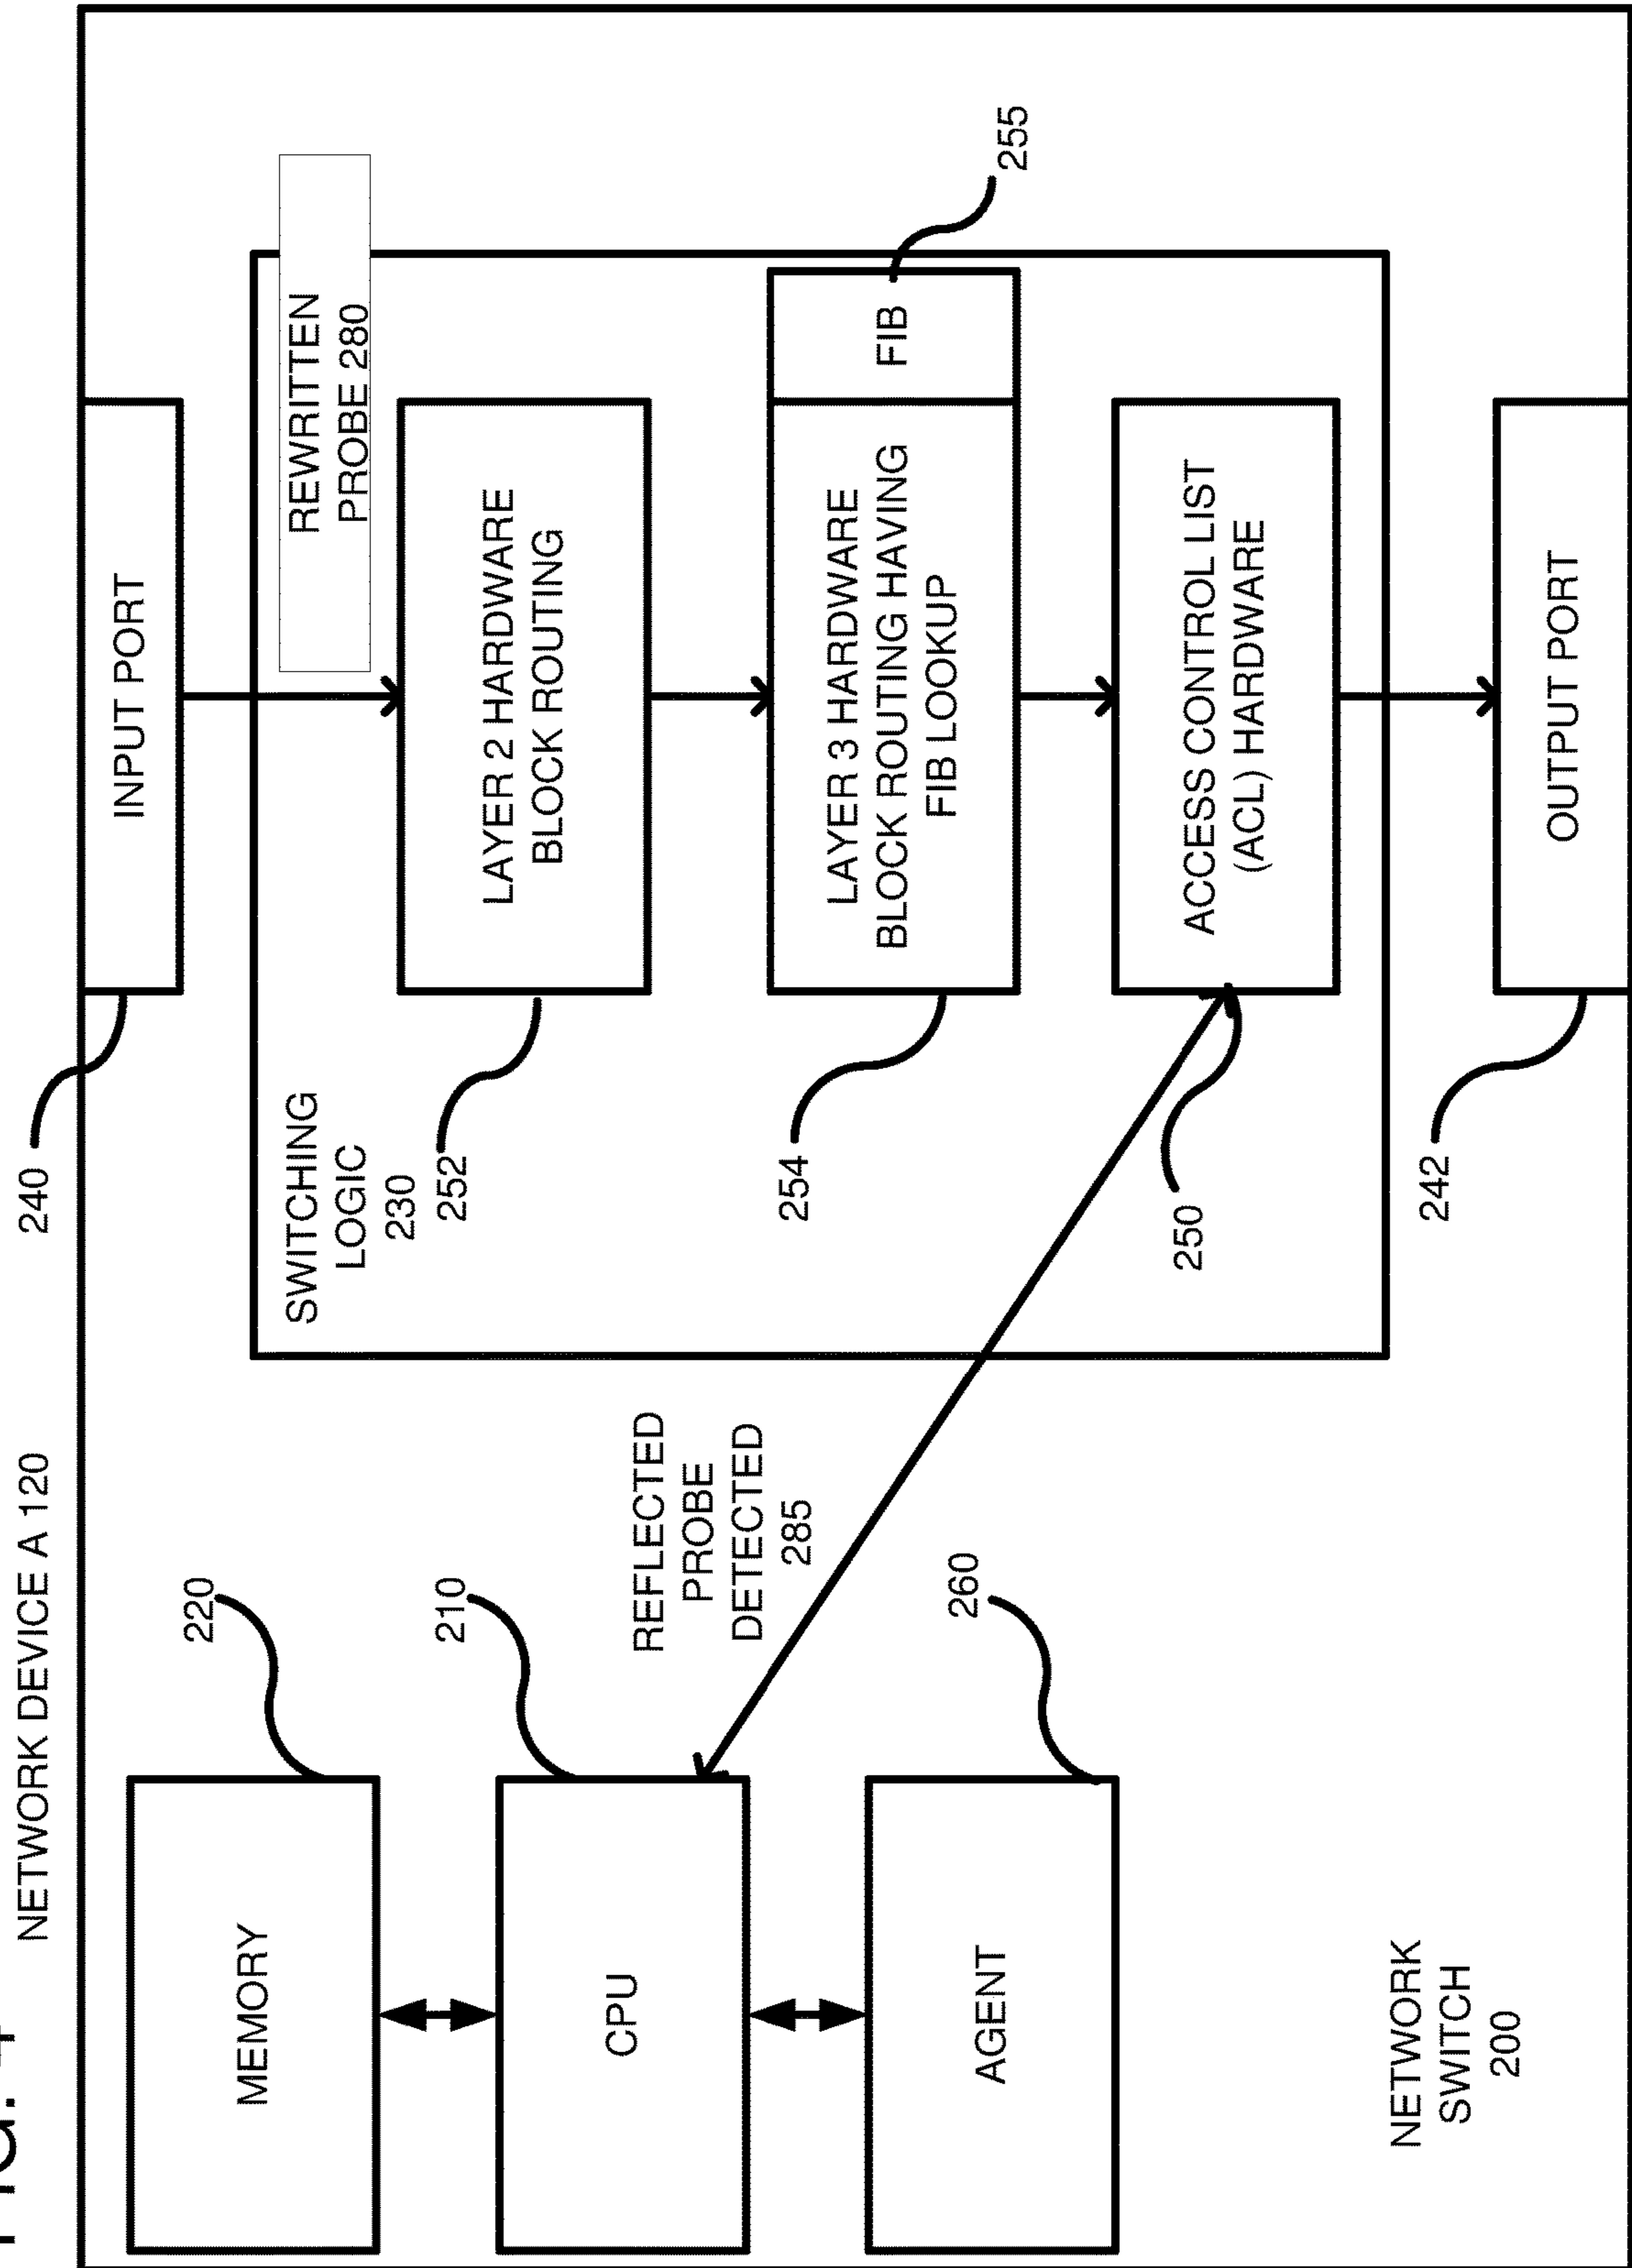 FIG. 4
NETWORK DEVICE A 120
240
INPUT PORT
MEMORY
220
SWITCHING
LOGIC
230
REWRITTEN
PROBE 280
CPU
210
252
LAYER 2 HARDWARE
BLOCK ROUTING
REFLECTED
PROBE
DETECTED
285
254
LAYER 3 HARDWARE
BLOCK ROUTING HAVING
FIB LOOKUP
FIB
255
AGENT
260
250
ACCESS CONTROL LIST
(ACL) HARDWARE
NETWORK
SWITCH
200
242
OUTPUT PORT